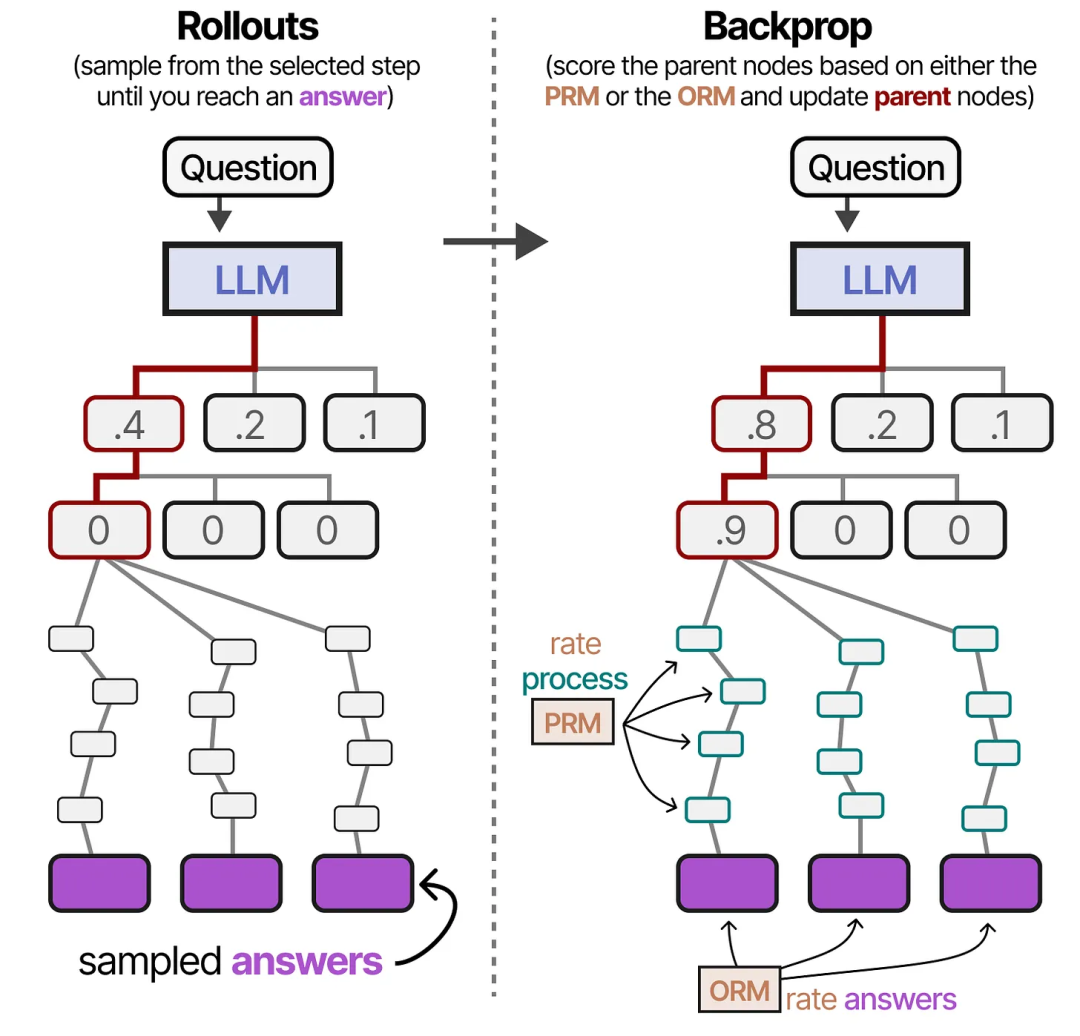 Rollouts
(sample from the selected step
until you reach an answer)
Question
LLM
.4
.2
.1
0
0
0
sampled answers
Backprop
(score the parent nodes based on either the
PRM or the ORM and update parent nodes)
Question
LLM
.8
.2
.1
.9
0
0
rate
process
PRM
ORM
rate answers